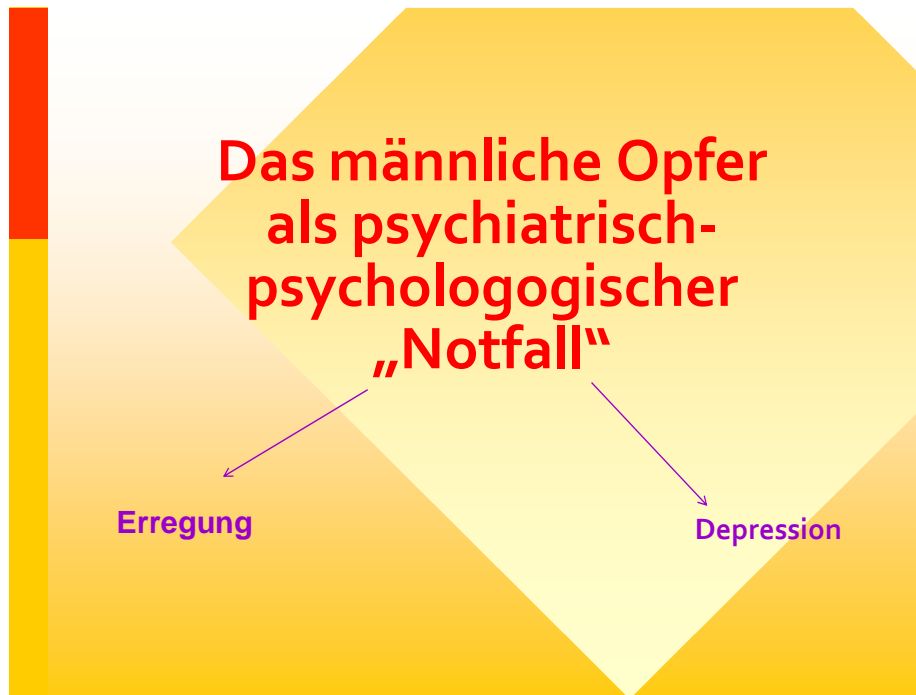 Das männliche Opfer
als psychiatrisch-
psychologogischer
„Notfall“
Erregung
Depression